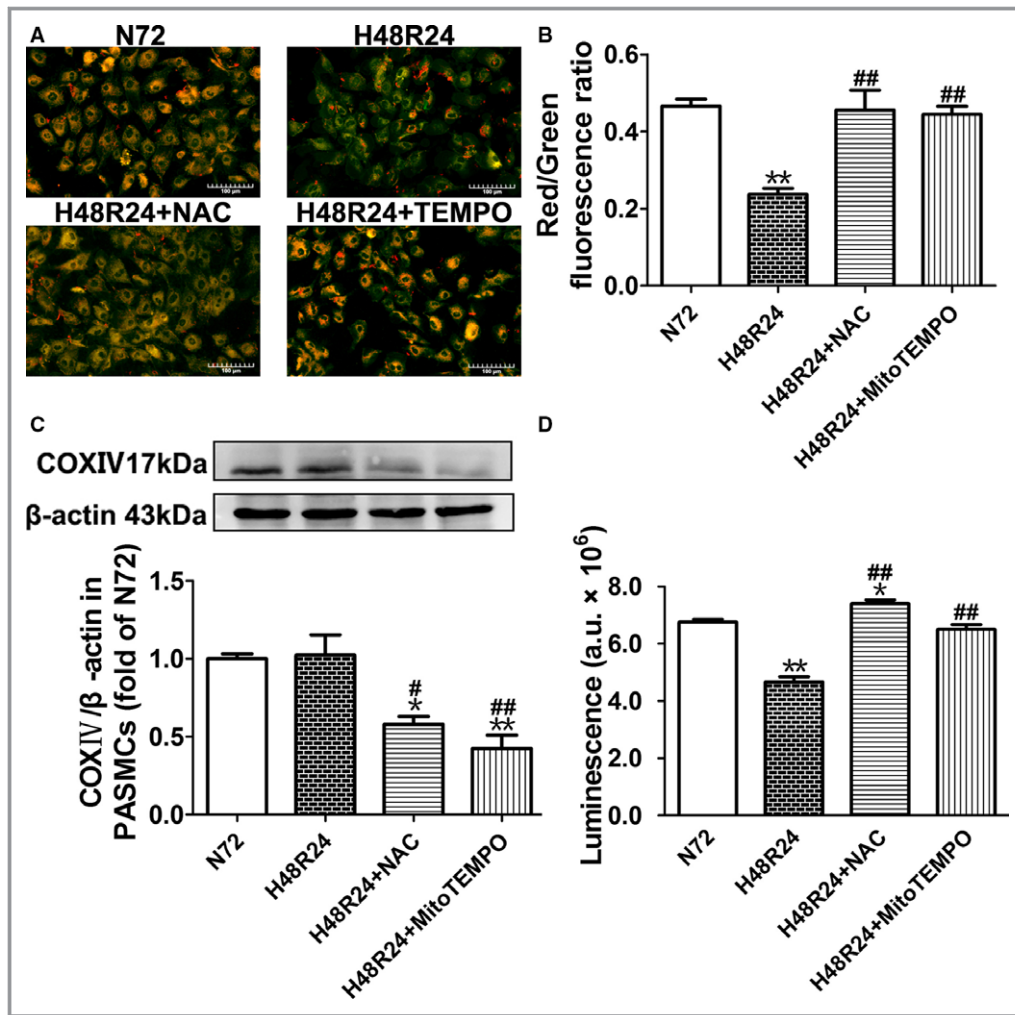 A
N72
H48R24
100 μm
100 μm
H48R24+NAC
H48R24+TEMPO
100 μm
100 μm
B
Red/Green
fluorescence ratio
0.6
0.4
0.2
0.0
**
##
##
N72
H48R24
H48R24+NAC
H48R24+MitoTEMPO
C
COXIV17kDa
β-actin 43kDa
COXIV/β -actin in
PASMCs (fold of N72)
1.5
1.0
0.5
0.0
#
*
##
**
N72
H48R24
H48R24+NAC
H48R24+MitoTEMPO
D
Luminescence (a.u. × 10⁶)
8.0
6.0
4.0
2.0
0.0
**
##
*
##
N72
H48R24
H48R24+NAC
H48R24+MitoTEMPO